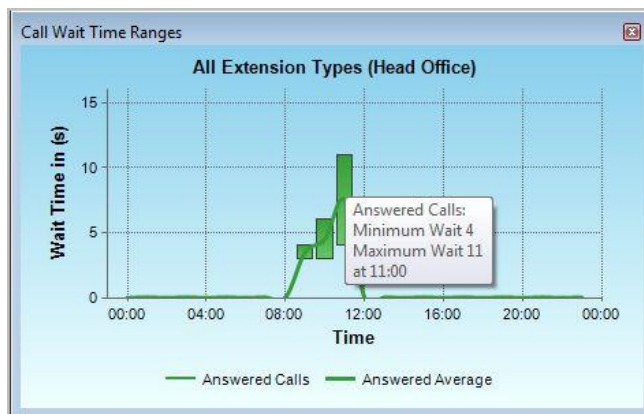 Call Wait Time Ranges
All Extension Types (Head Office)
Wait Time in (s)
15
10
5
0
Answered Calls:
Minimum Wait 4
Maximum Wait 11
at 11:00
00:00 04:00 08:00 12:00 16:00 20:00 00:00
Time
Answered Calls Answered Average